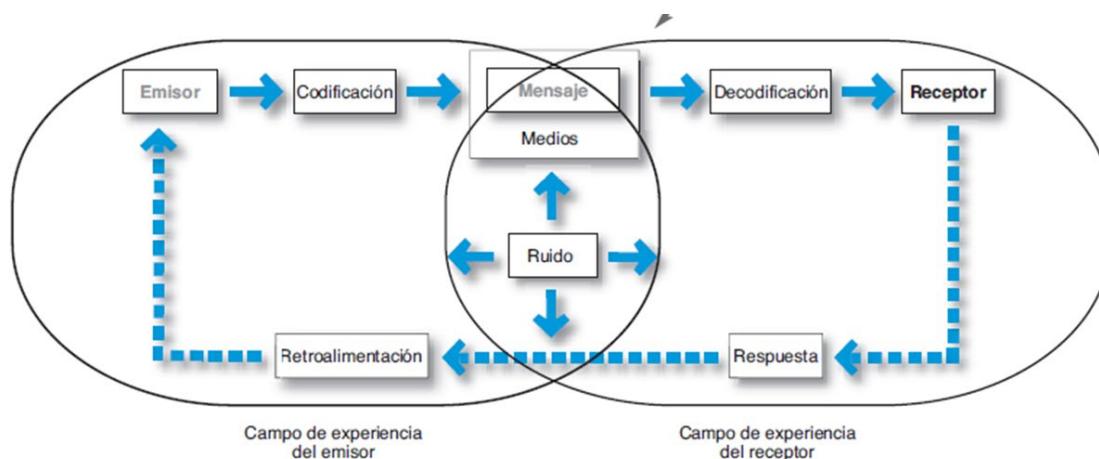 Emisor
Codificación
Mensaje
Medios
Decodificación
Receptor
Ruido
Retroalimentación
Respuesta
Campo de experiencia
del emisor
Campo de experiencia
del receptor